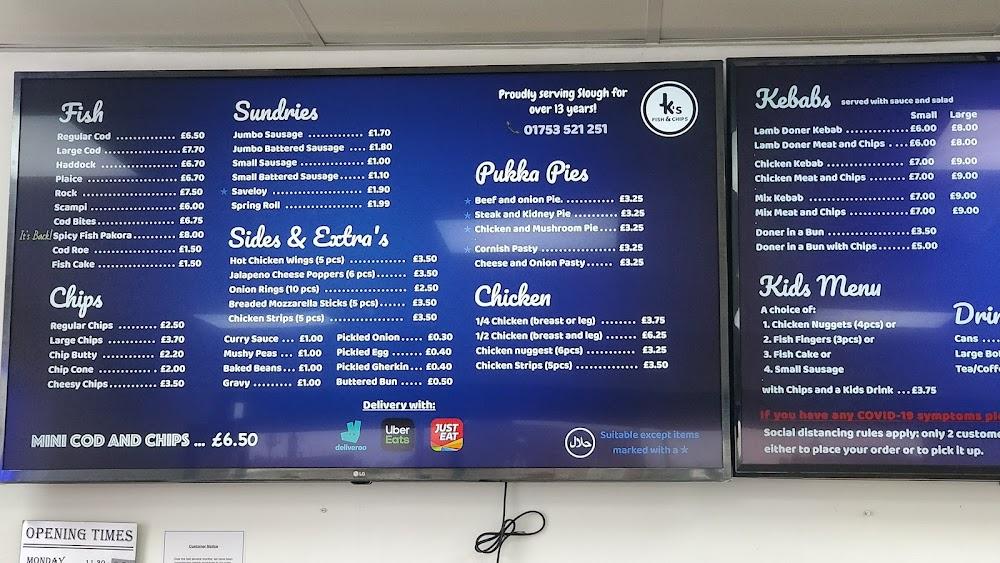 Fish
Regular Cod ............... £6.50
Large Cod ................. £7.70
Haddock ................... £6.70
Plaice .................... £6.70
Rock ...................... £7.50
Scampi .................... £6.00
Cod Bites.................. £6.75
It's Back! Spicy Fish Pakora........... £8.00
Cod Roe ................... £1.50
Fish Cake ................. £1.50
Chips
Regular Chips .......... £2.50
Large Chips ............ £3.70
Chip Butty ............. £2.20
Chip Cone .............. £2.00
Cheesy Chips............ £3.50
MINI COD AND CHIPS ... £6.50
Sundries
Jumbo Sausage ............ £1.70
Jumbo Battered Sausage .... £1.80
Small Sausage ............. £1.00
Small Battered Sausage..... £1.10
★ Saveloy ................... £1.90
Spring Roll ............... £1.99
Sides & Extra's
Hot Chicken Wings (5 pcs) ............ £3.50
Jalapeno Cheese Poppers (6 pcs)....... £3.50
Onion Rings (10 pcs) ................. £2.50
Breaded Mozzarella Sticks (5 pcs)..... £3.50
Chicken Strips (5 pcs) ............... £3.50
Curry Sauce ... £1.00
Mushy Peas .... £1.00
Baked Beans... £1.00
Gravy ......... £1.00
Pickled Onion.... £0.30
Pickled Egg ...... £0.40
Pickled Gherkin... £0.40
Buttered Bun ..... £0.50
Delivery with:
deliveroo
Uber
Eats
JUST
EAT
Proudly serving Slough for
over 13 years!
01753 521 251
K's
FISH & CHIPS
Pukka Pies
★ Beef and onion Pie. ............ £3.25
★ Steak and Kidney Pie ........... £3.25
★ Chicken and Mushroom Pie.... £3.25
★ Cornish Pasty .................. £3.25
Cheese and Onion Pasty...... £3.25
Chicken
1/4 Chicken (breast or leg) ....... £3.75
1/2 Chicken (breast and leg) ...... £6.25
Chicken nuggest (6pcs) ............ £3.25
Chicken Strips (5pcs) ............. £3.50
حلال
Suitable except items
marked with a ★
LG
Kebabs served with sauce and salad
Small Large
Lamb Doner Kebab ............ £6.00 £8.00
Lamb Doner Meat and Chips .... £6.00 £8.00
Chicken Kebab ............... £7.00 £9.00
Chicken Meat and Chips ....... £7.00 £9.00
Mix Kebab ................... £7.00 £9.00
Mix Meat and Chips ........... £7.00 £9.00
Doner in a Bun ............... £3.50
Doner in a Bun with Chips...... £5.00
Kids Menu
A choice of:
1. Chicken Nuggets (4pcs) or
2. Fish Fingers (3pcs) or
3. Fish Cake or
4. Small Sausage
with Chips and a Kids Drink ... £3.75
Drin
Cans ....
Large Bo
Tea/Coff
If you have any COVID-19 symptoms ple
Social distancing rules apply: only 2 custome
either to place your order or to pick it up.
OPENING TIMES
MONDAY 11.30
Customer Notice